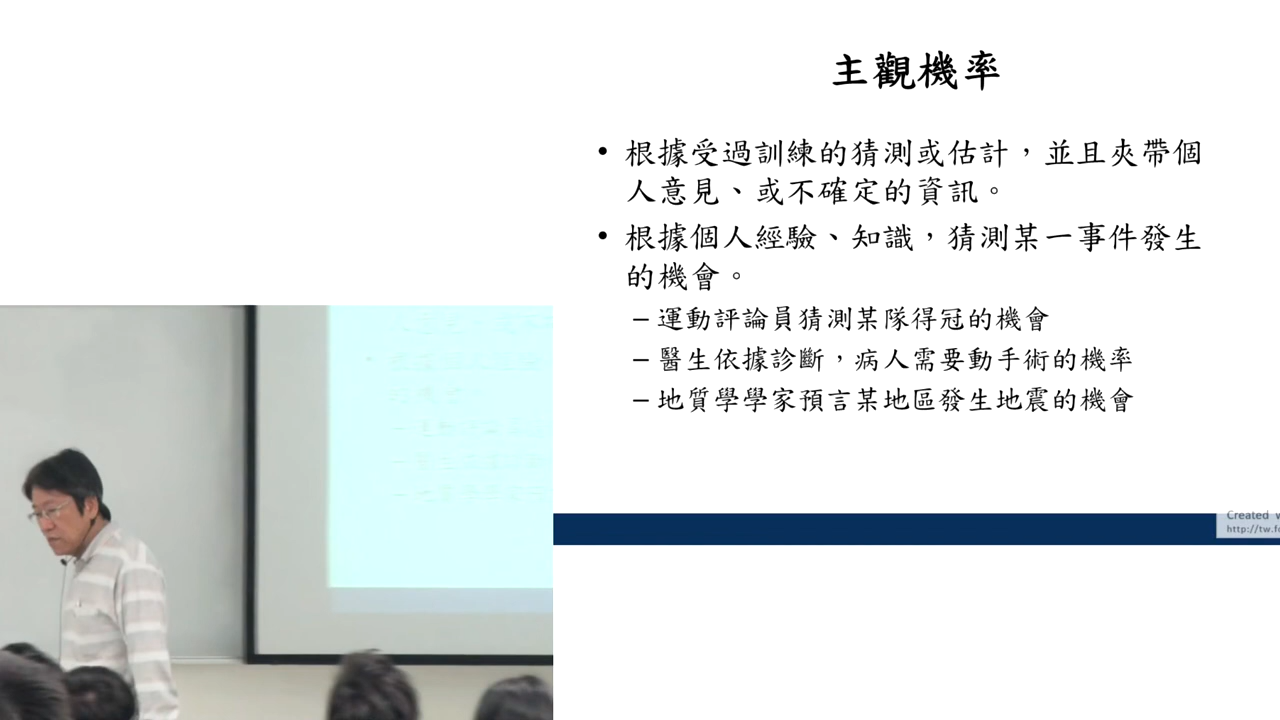 主觀機率
• 根據受過訓練的猜測或估計，並且夾帶個
人意見、或不確定的資訊。
• 根據個人經驗、知識，猜測某一事件發生
的機會。
– 運動評論員猜測某隊得冠的機會
– 醫生依據診斷，病人需要動手術的機率
– 地質學學家預言某地區發生地震的機會
Created
http://tw.fo